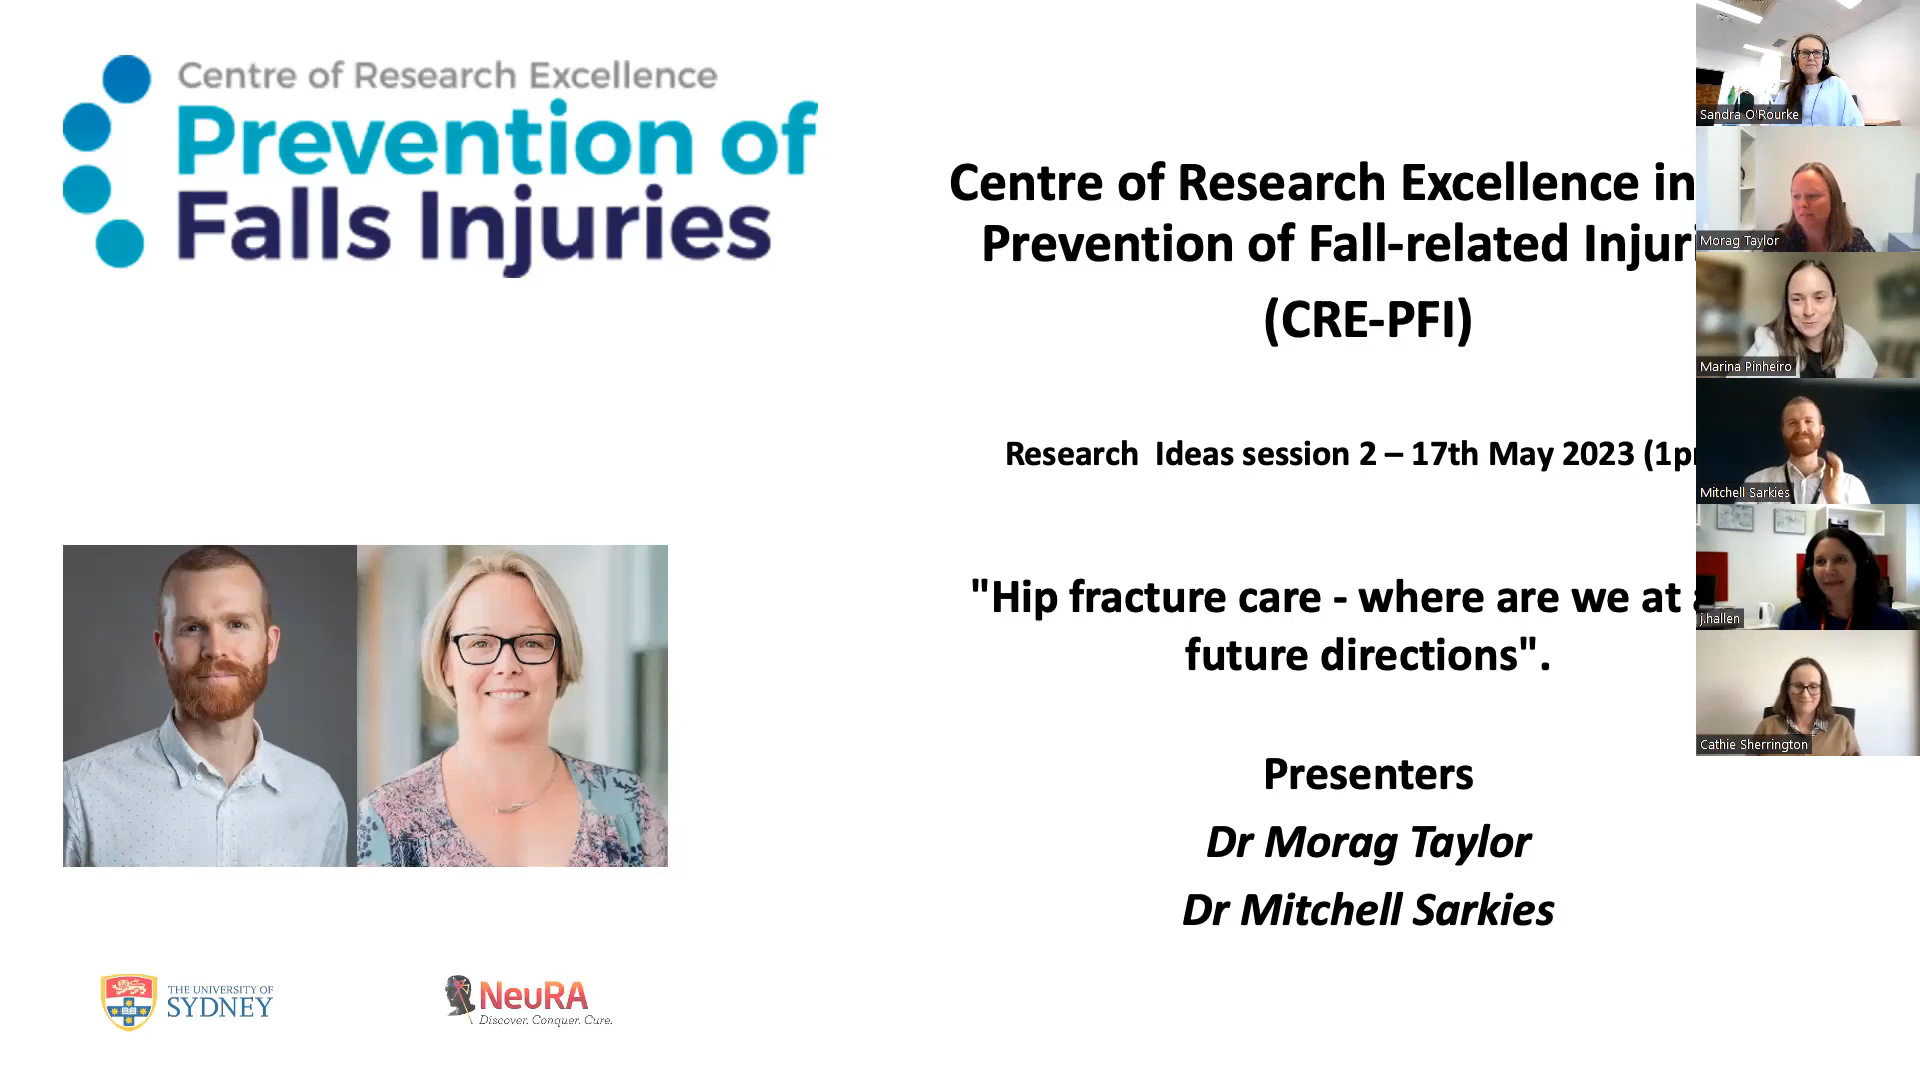 Centre of Research Excellence
Prevention of
Falls Injuries
Centre of Research Excellence in
Prevention of Fall-related Injuri
(CRE-PFI)
Research Ideas session 2 – 17th May 2023 (1p
"Hip fracture care - where are we at
future directions".
Presenters
Dr Morag Taylor
Dr Mitchell Sarkies
THE UNIVERSITY OF
SYDNEY
NeuRA
Discover. Conquer. Cure.
Sandra O'Rourke
Morag Taylor
Marina Pinheiro
Mitchell Sarkies
j.hallen
Cathie Sherrington